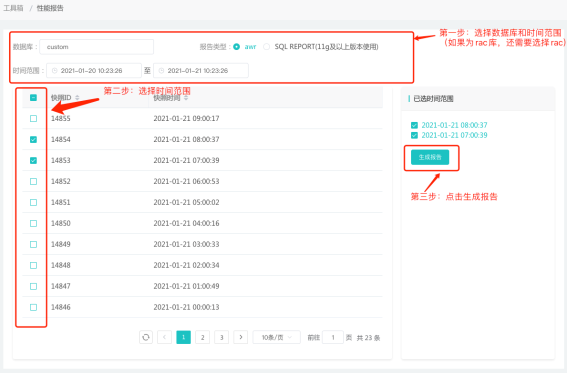 工具箱 / 性能报告
第一步：选择数据库和时间范围
（如果为rac库，还需要选择rac）
数据库： custom 报告类型： awr SQL REPORT(11g及以上版本使用)
时间范围： 2021-01-20 10:23:26 至 2021-01-21 10:23:26
第二步：选择时间范围
快照ID 快照时间
14855 2021-01-21 09:00:17
14854 2021-01-21 08:00:37
14853 2021-01-21 07:00:39
14852 2021-01-21 06:00:53
14851 2021-01-21 05:00:02
14850 2021-01-21 04:00:16
14849 2021-01-21 03:00:33
14848 2021-01-21 02:00:34
14847 2021-01-21 01:00:49
14846 2021-01-21 00:00:13
1 2 3 10条/页 前往 1 页 共 23 条
已选时间范围
2021-01-21 08:00:37
2021-01-21 07:00:39
生成报告
第三步：点击生成报告